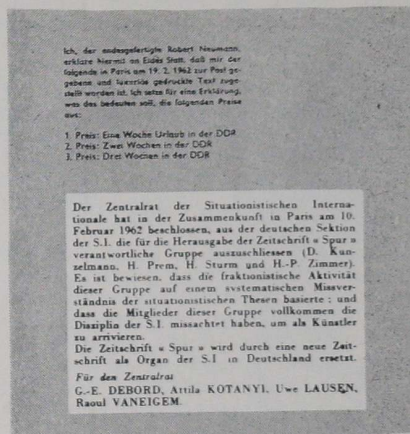 Ich, der endesgefertigte Robert Neumann,
erkläre hiermit an Eides Statt, daß mir der
folgende in Paris am 19. 2. 1962 zur Post ge-
gebene und luxuriös gedruckte Text zuge-
stellt worden ist. Ich setze für eine Erklärung,
was das bedeuten soll, die folgenden Preise
aus:
1. Preis: Eine Woche Urlaub in der DDR
2. Preis: Zwei Wochen in der DDR
3. Preis: Drei Wochen in der DDR
Der Zentralrat der Situationistischen Interna-
tionale hat in der Zusammenkunft in Paris am 10.
Februar 1962 beschlossen, aus der deutschen Sektion
der S.I. die für die Herausgabe der Zeitschrift « Spur »
verantwortliche Gruppe auszuschliessen (D. Kun-
zelmann, H. Prem, H. Sturm und H.-P. Zimmer).
Es ist bewiesen, dass die fraktionistische Aktivität
dieser Gruppe auf einem systematischen Missver-
ständnis der situationistischen Thesen basierte ; und
dass die Mitglieder dieser Gruppe vollkommen die
Disziplin der S.I. missachtet haben, um als Künstler
zu arrivieren.
Die Zeitschrift « Spur » wird durch eine neue Zeit-
schrift als Organ der S.I in Deutschland ersetzt.
Für den Zentralrat
G.-E. DEBORD, Attila KOTANYI, Uwe LAUSEN,
Raoul VANEIGEM.